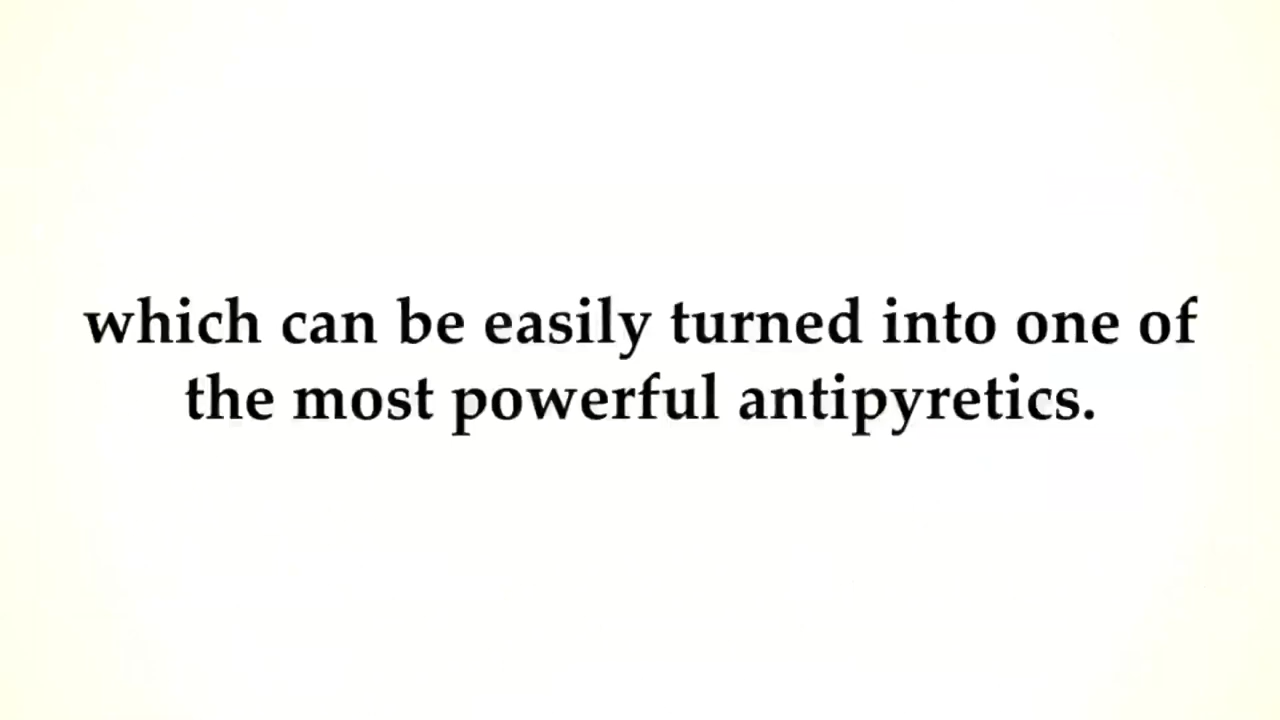 which can be easily turned into one of
the most powerful antipyretics.